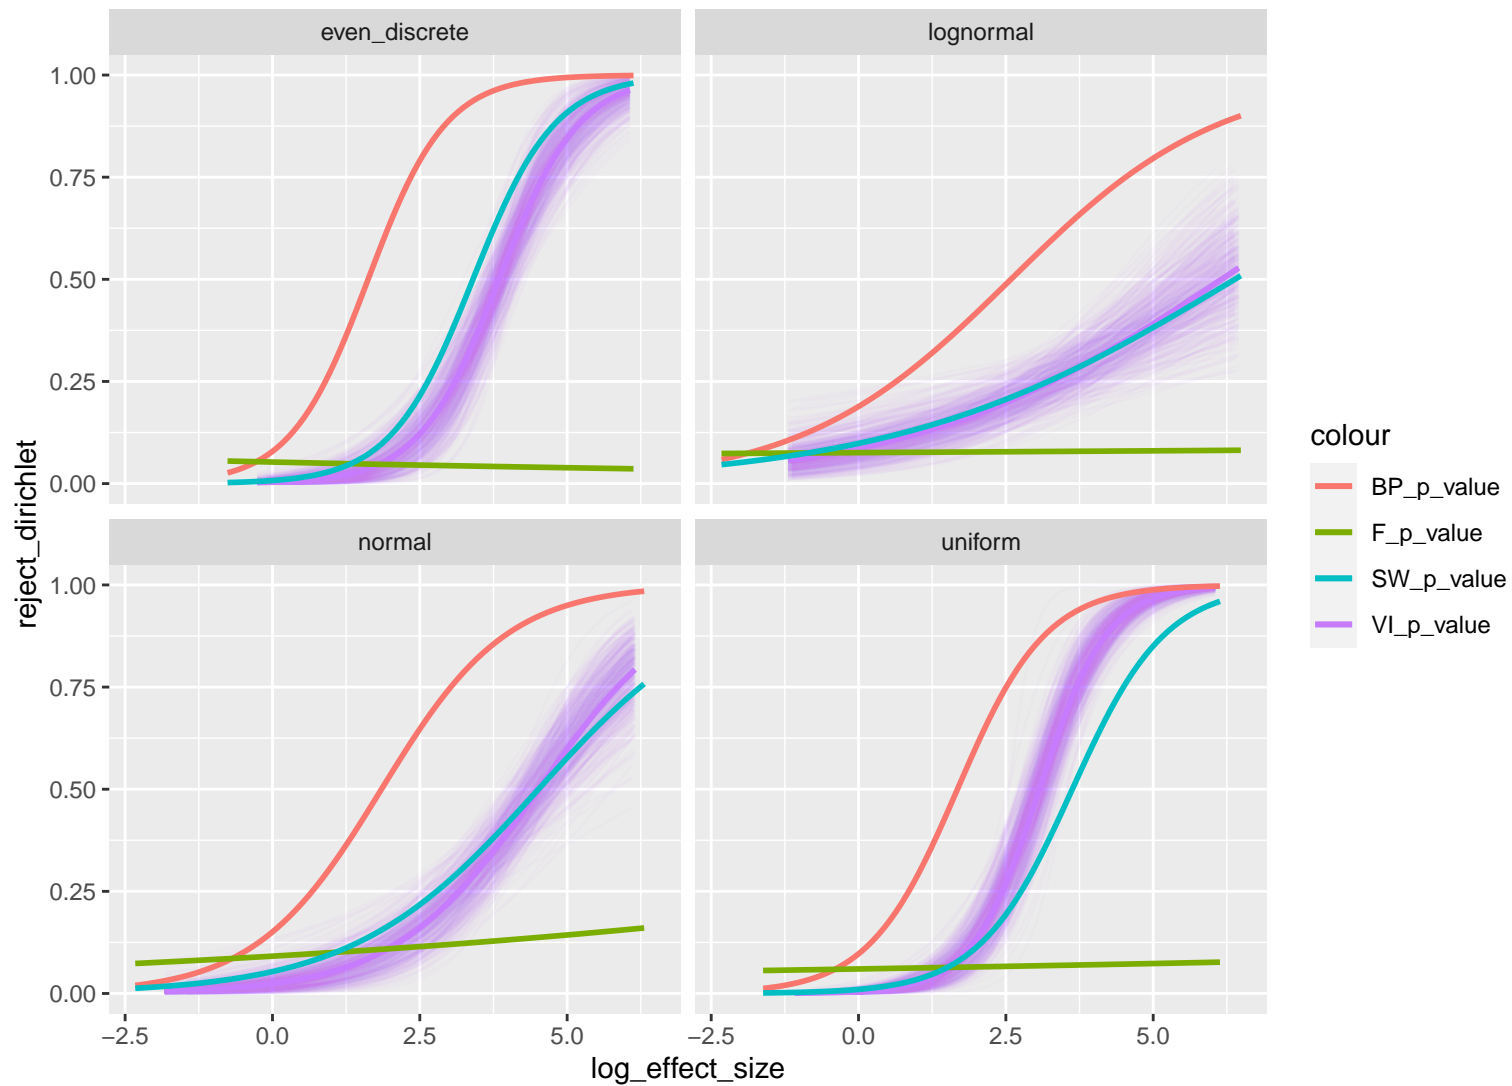 even_discrete
lognormal
1.00
0.75
0.50
0.25
0.00
normal
uniform
1.00
0.75
0.50
0.25
0.00
−2.5
0.0
2.5
5.0
−2.5
0.0
2.5
5.0
log_effect_size
reject_dirichlet
colour
BP_p_value
F_p_value
SW_p_value
VI_p_value